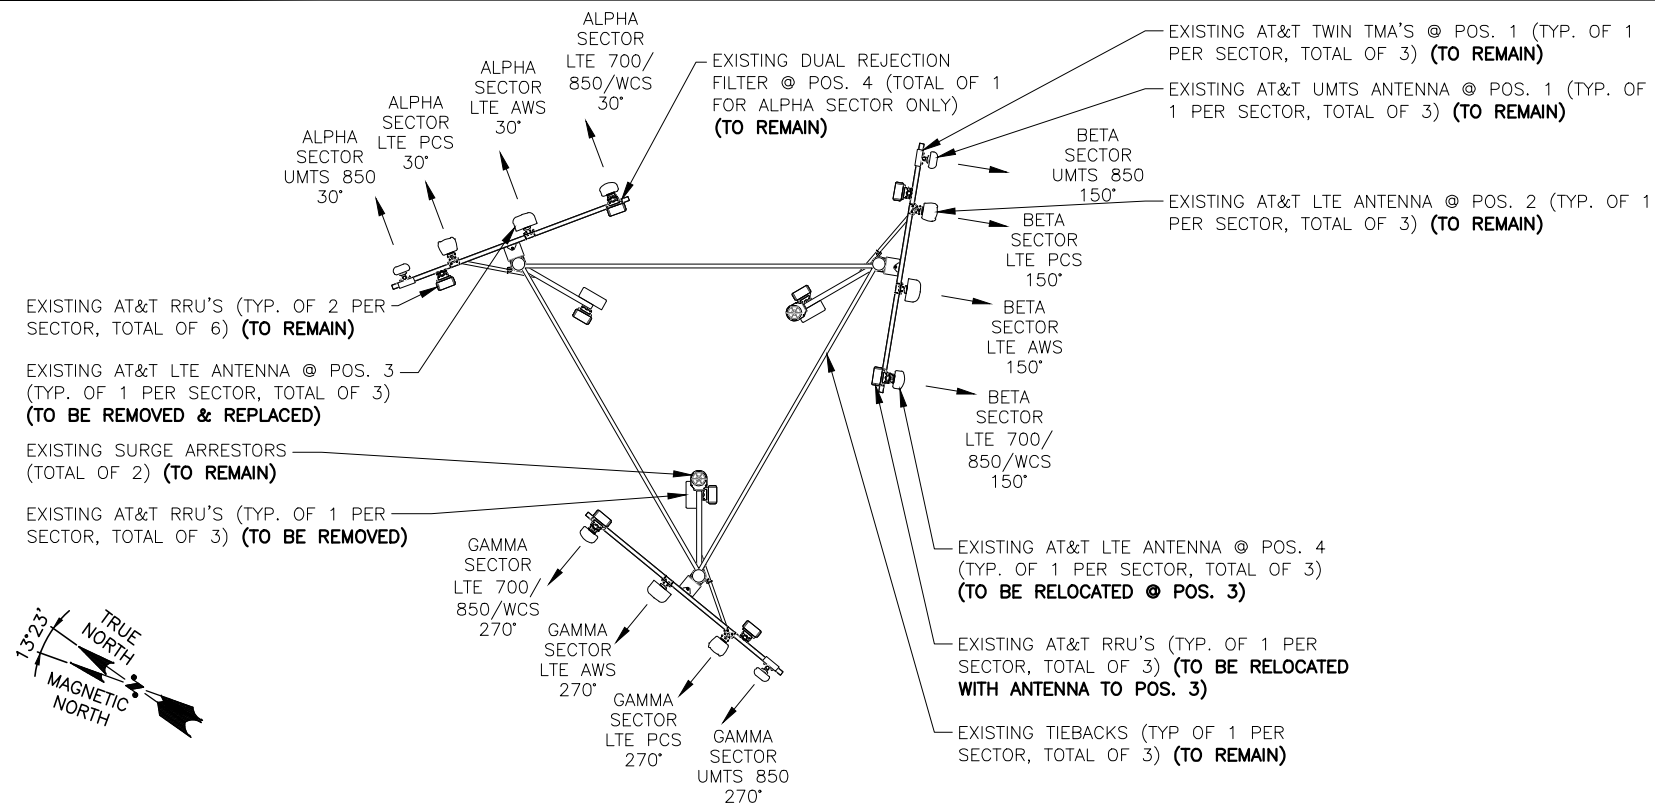 ALPHA
SECTOR
UMTS 850
30°
ALPHA
SECTOR
LTE PCS
30°
ALPHA
SECTOR
LTE AWS
30°
ALPHA
SECTOR
LTE 700/
850/WCS
30°
EXISTING DUAL REJECTION
FILTER @ POS. 4 (TOTAL OF 1
FOR ALPHA SECTOR ONLY)
(TO REMAIN)
EXISTING AT&T TWIN TMA'S @ POS. 1 (TYP. OF 1
PER SECTOR, TOTAL OF 3) (TO REMAIN)
EXISTING AT&T UMTS ANTENNA @ POS. 1 (TYP. OF
1 PER SECTOR, TOTAL OF 3) (TO REMAIN)
EXISTING AT&T LTE ANTENNA @ POS. 2 (TYP. OF 1
PER SECTOR, TOTAL OF 3) (TO REMAIN)
BETA
SECTOR
UMTS 850
150°
BETA
SECTOR
LTE PCS
150°
BETA
SECTOR
LTE AWS
150°
BETA
SECTOR
LTE 700/
850/WCS
150°
EXISTING AT&T RRU'S (TYP. OF 2 PER
SECTOR, TOTAL OF 6) (TO REMAIN)
EXISTING AT&T LTE ANTENNA @ POS. 3
(TYP. OF 1 PER SECTOR, TOTAL OF 3)
(TO BE REMOVED & REPLACED)
EXISTING SURGE ARRESTORS
(TOTAL OF 2) (TO REMAIN)
EXISTING AT&T RRU'S (TYP. OF 1 PER
SECTOR, TOTAL OF 3) (TO BE REMOVED)
GAMMA
SECTOR
LTE 700/
850/WCS
270°
GAMMA
SECTOR
LTE AWS
270°
GAMMA
SECTOR
LTE PCS
270°
GAMMA
SECTOR
UMTS 850
270°
EXISTING AT&T LTE ANTENNA @ POS. 4
(TYP. OF 1 PER SECTOR, TOTAL OF 3)
(TO BE RELOCATED @ POS. 3)
EXISTING AT&T RRU'S (TYP. OF 1 PER
SECTOR, TOTAL OF 3) (TO BE RELOCATED
WITH ANTENNA TO POS. 3)
EXISTING TIEBACKS (TYP OF 1 PER
SECTOR, TOTAL OF 3) (TO REMAIN)
13°23'
TRUE
NORTH
N
MAGNETIC
NORTH